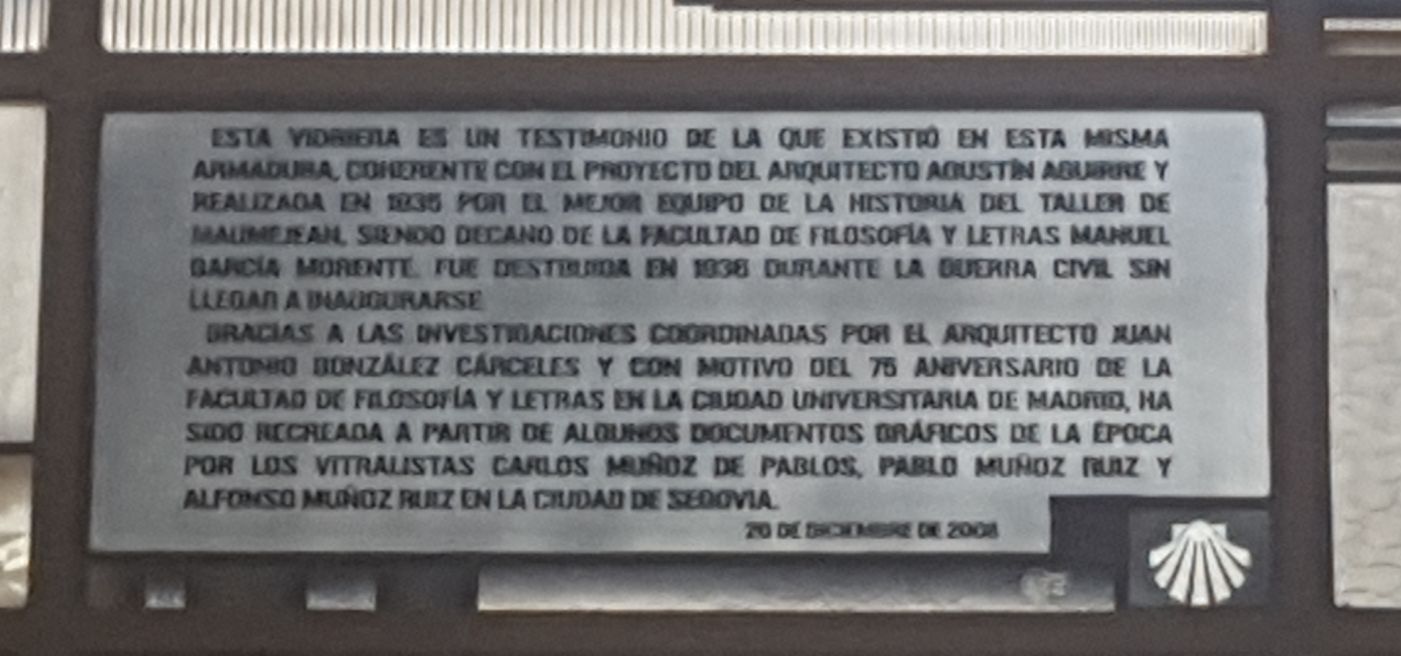 ESTA VIDRIERA ES UN TESTIMONIO DE LA QUE EXISTIÓ EN ESTA MISMA
ARMADURA, COHERENTE CON EL PROYECTO DEL ARQUITECTO AGUSTÍN AGUIRRE Y
REALIZADA EN 1935 POR EL MEJOR EQUIPO DE LA HISTORIA DEL TALLER DE
MAUMEJEAN, SIENDO DECANO DE LA FACULTAD DE FILOSOFÍA Y LETRAS MANUEL
GARCÍA MORENTE. FUE DESTRUIDA EN 1936 DURANTE LA GUERRA CIVIL SIN
LLEGAR A INAUGURARSE
GRACIAS A LAS INVESTIGACIONES COORDINADAS POR EL ARQUITECTO JUAN
ANTONIO GONZÁLEZ CÁRCELES Y CON MOTIVO DEL 75 ANIVERSARIO DE LA
FACULTAD DE FILOSOFÍA Y LETRAS EN LA CIUDAD UNIVERSITARIA DE MADRID, HA
SIDO RECREADA A PARTIR DE ALGUNOS DOCUMENTOS GRÁFICOS DE LA ÉPOCA
POR LOS VITRALISTAS CARLOS MUÑOZ DE PABLOS, PABLO MUÑOZ RUIZ Y
ALFONSO MUÑOZ RUIZ EN LA CIUDAD DE SEGOVIA.
20 DE DICIEMBRE DE 2008